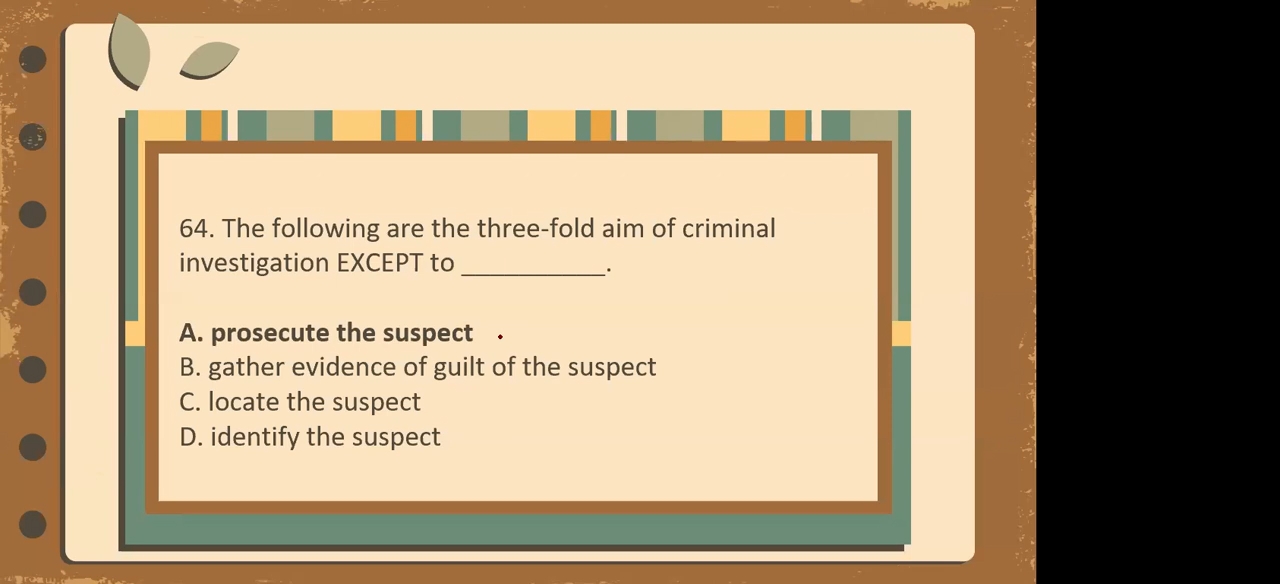 64. The following are the three-fold aim of criminal
investigation EXCEPT to __________.
A. prosecute the suspect
B. gather evidence of guilt of the suspect
C. locate the suspect
D. identify the suspect